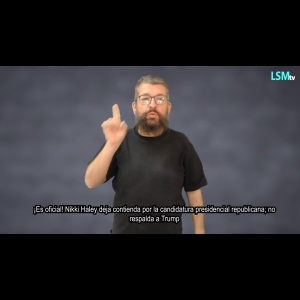 LSMtv
¡Es oficial! Nikki Haley deja contienda por la candidatura presidencial republicana; no
respalda a Trump